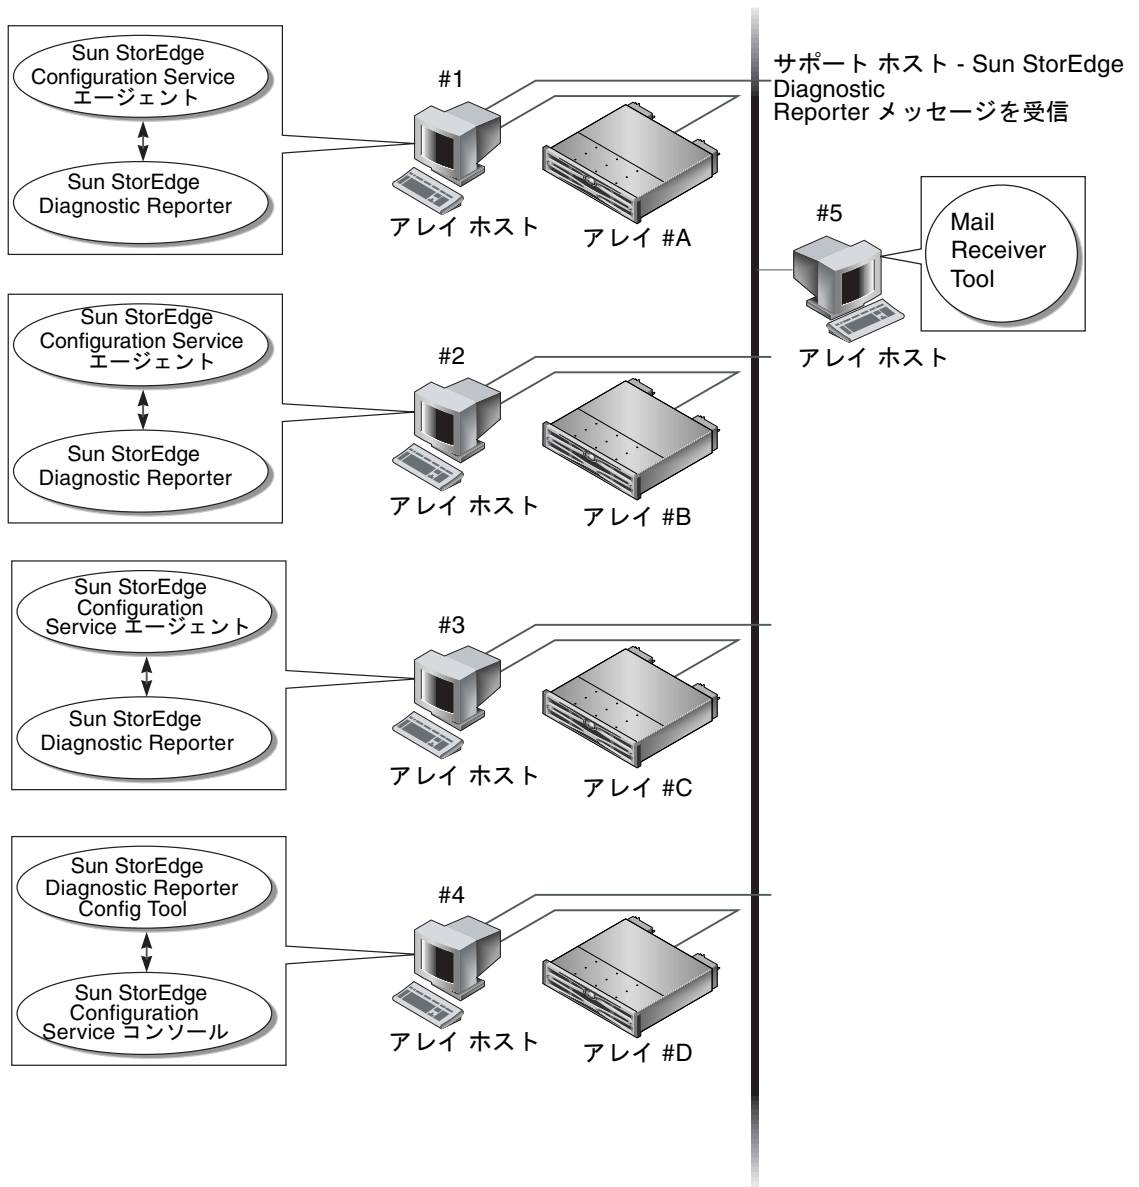 Sun StorEdge
Configuration Service
エージェント
Sun StorEdge
Diagnostic Reporter
#1
アレイ ホスト
アレイ #A
サポート ホスト - Sun StorEdge
Diagnostic
Reporter メッセージを受信
#5
アレイ ホスト
Mail
Receiver
Tool
Sun StorEdge
Configuration Service
エージェント
Sun StorEdge
Diagnostic Reporter
#2
アレイ ホスト
アレイ #B
Sun StorEdge
Configuration
Service エージェント
Sun StorEdge
Diagnostic Reporter
#3
アレイ ホスト
アレイ #C
Sun StorEdge
Diagnostic Reporter
Config Tool
Sun StorEdge
Configuration
Service コンソール
#4
アレイ ホスト
アレイ #D